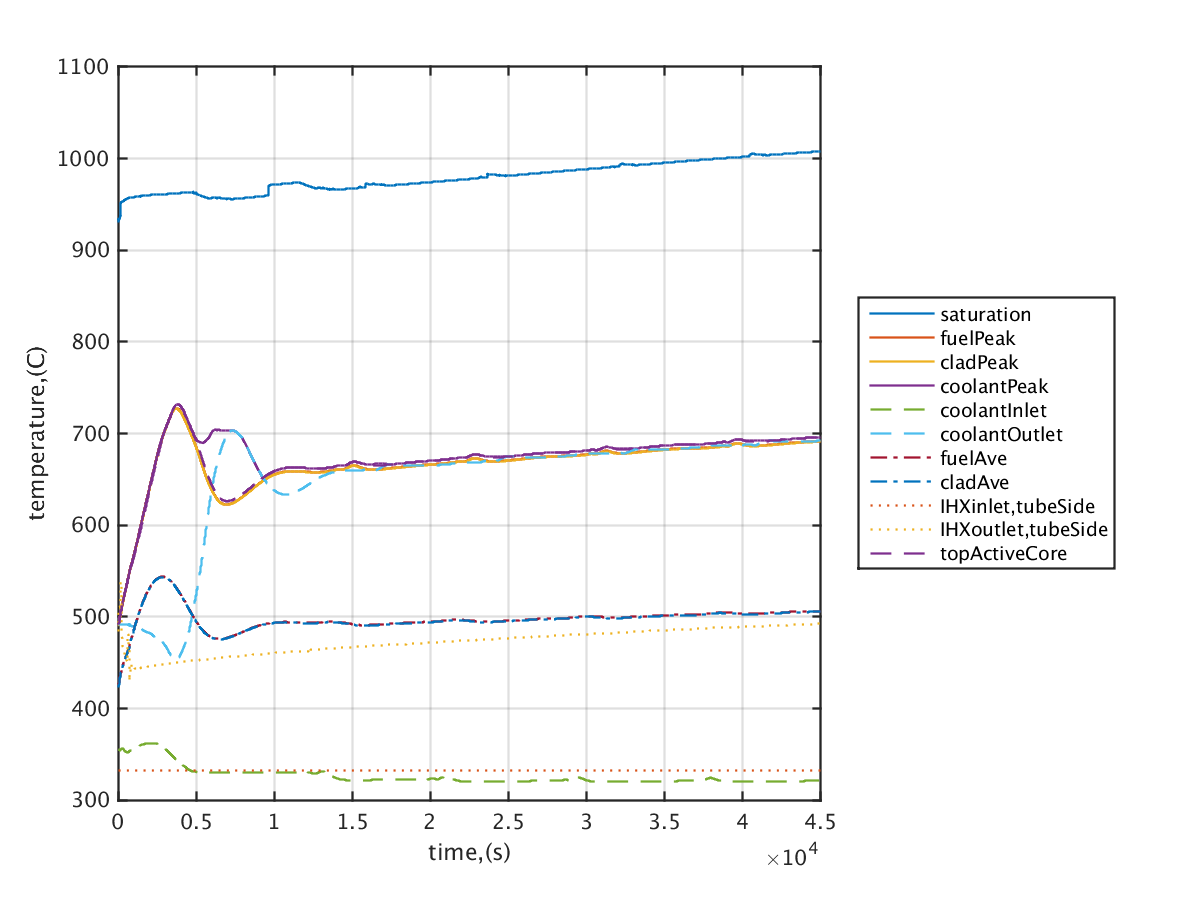 1100
1000
900
800
700
600
500
400
300
temperature,(C)
0
0.5
1
1.5
2
2.5
3
3.5
4
4.5
time,(s)
×10⁴
saturation
fuelPeak
cladPeak
coolantPeak
coolantInlet
coolantOutlet
fuelAve
cladAve
IHXinlet,tubeSide
IHXoutlet,tubeSide
topActiveCore